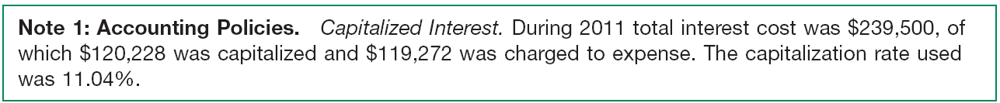 Note 1: Accounting Policies. Capitalized Interest. During 2011 total interest cost was $239,500, of
which $120,228 was capitalized and $119,272 was charged to expense. The capitalization rate used
was 11.04%.